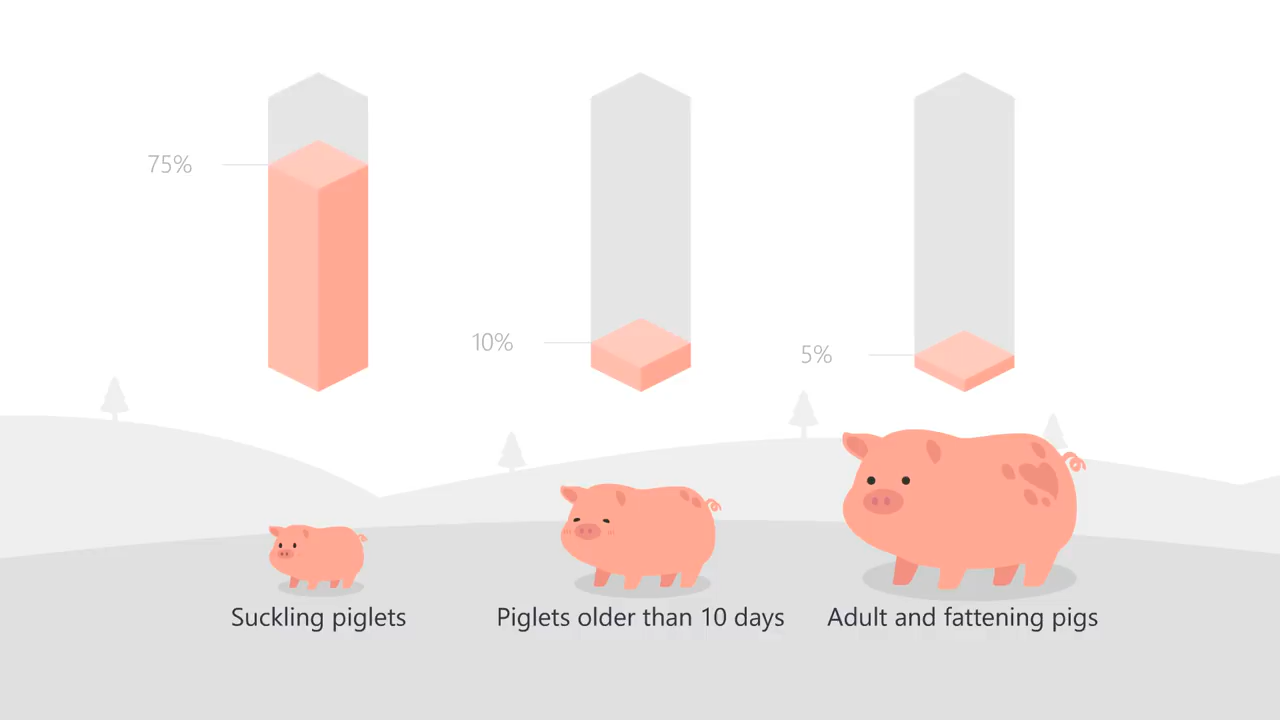 75%
10%
5%
Suckling piglets
Piglets older than 10 days
Adult and fattening pigs